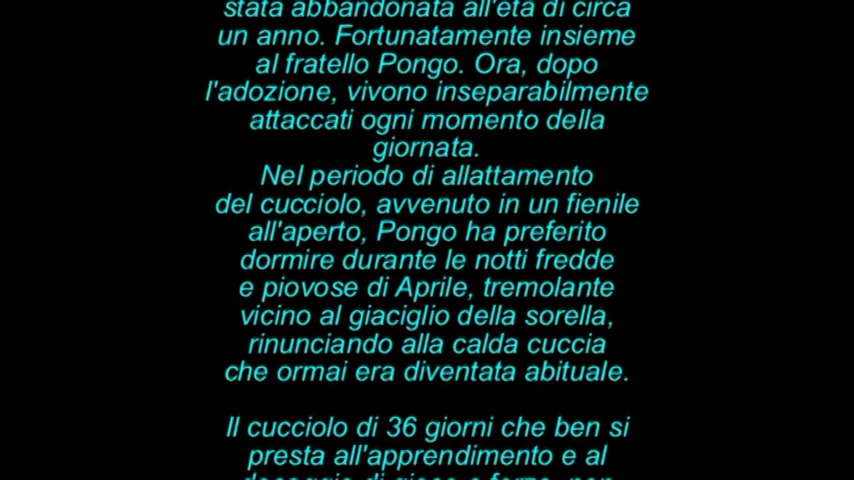 stata abbandonata all'età di circa
un anno. Fortunatamente insieme
al fratello Pongo. Ora, dopo
l'adozione, vivono inseparabilmente
attaccati ogni momento della
giornata.
Nel periodo di allattamento
del cucciolo, avvenuto in un fienile
all'aperto, Pongo ha preferito
dormire durante le notti fredde
e piovose di Aprile, tremolante
vicino al giaciglio della sorella,
rinunciando alla calda cuccia
che ormai era diventata abituale.
Il cucciolo di 36 giorni che ben si
presta all'apprendimento e al